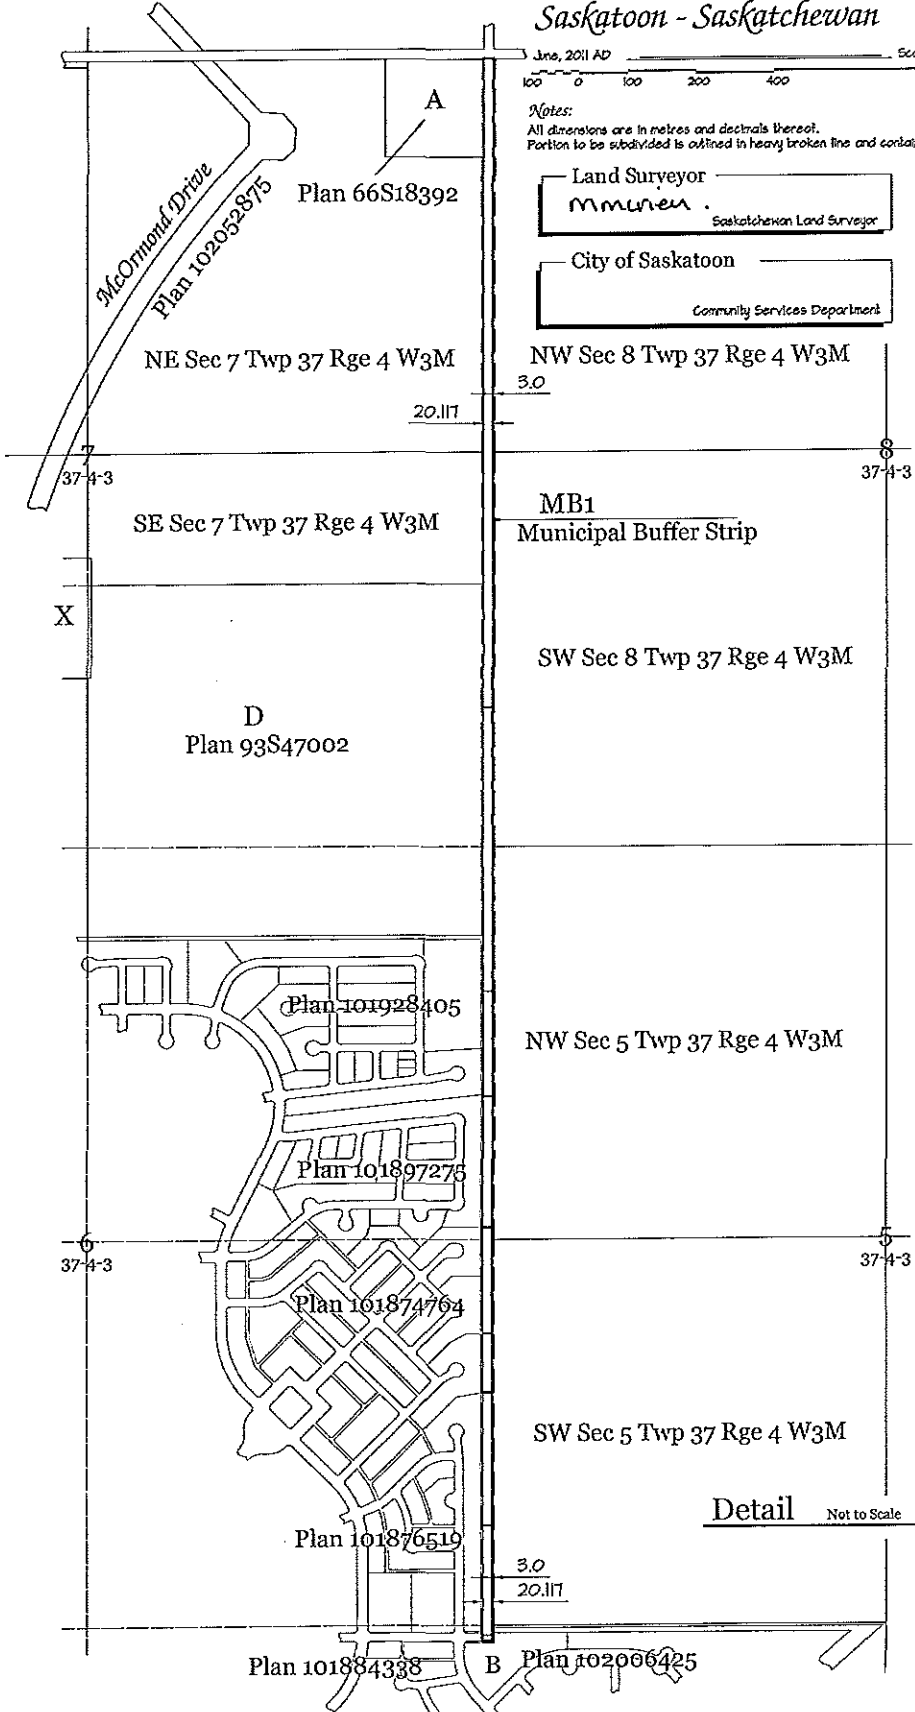 Saskatoon - Saskatchewan
June, 2011 AD
100 0 100 200 400
Notes:
All dimensions are in metres and decimals thereof.
Portion to be subdivided is outlined in heavy broken line and
Land Surveyor
Saskatchewan Land Surveyor
City of Saskatoon
Community Services Department
A
Plan 66S18392
McOrmond Drive
Plan 102052875
NE Sec 7 Twp 37 Rge 4 W3M
NW Sec 8 Twp 37 Rge 4 W3M
3.0
20.117
7
37-4-3
8
37-4-3
SE Sec 7 Twp 37 Rge 4 W3M
MB1
Municipal Buffer Strip
X
SW Sec 8 Twp 37 Rge 4 W3M
D
Plan 93S47002
Plan 101928405
NW Sec 5 Twp 37 Rge 4 W3M
Plan 101897275
6
37-4-3
5
37-4-3
Plan 101874764
SW Sec 5 Twp 37 Rge 4 W3M
Detail Not to Scale
Plan 101876519
3.0
20.117
Plan 101884338
B
Plan 102006425